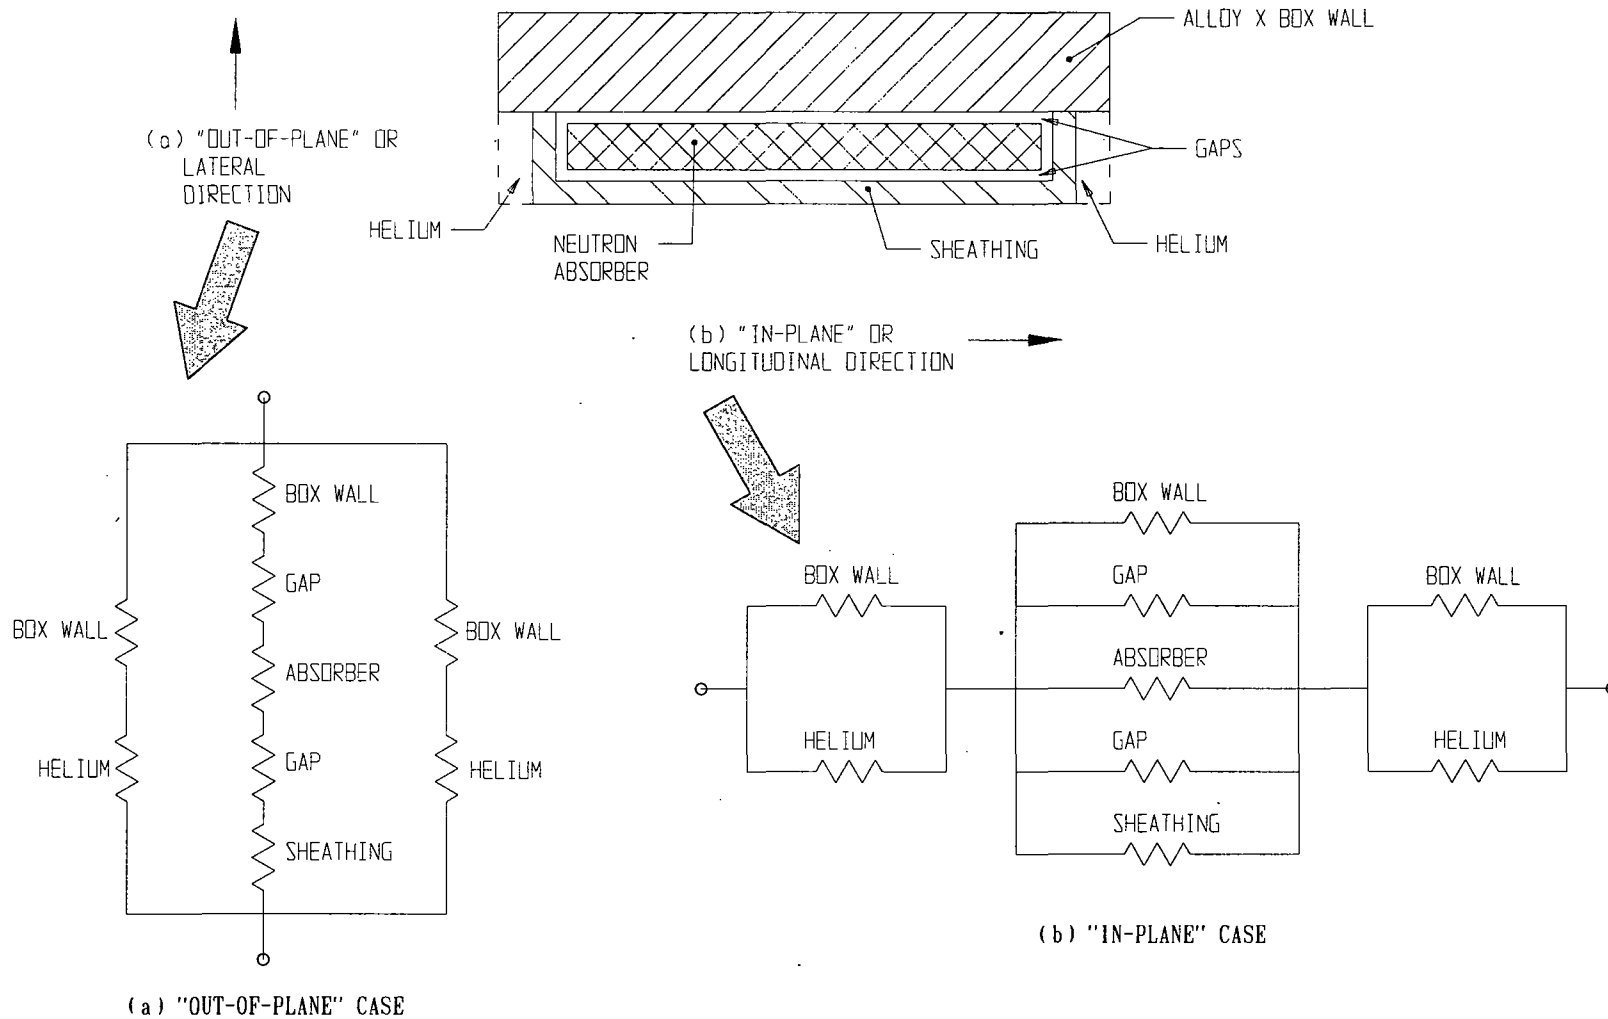 ALLOY X BOX WALL
(a) "OUT-OF-PLANE" OR
LATERAL
DIRECTION
GAPS
HELIUM
NEUTRON
ABSORBER
SHEATHING
HELIUM
(b) "IN-PLANE" OR
LONGITUDINAL DIRECTION
BOX WALL
GAP
BOX WALL
BOX WALL
ABSORBER
HELIUM
GAP
HELIUM
SHEATHING
(a) "OUT-OF-PLANE" CASE
BOX WALL
BOX WALL
GAP
BOX WALL
ABSORBER
HELIUM
GAP
HELIUM
SHEATHING
(b) "IN-PLANE" CASE